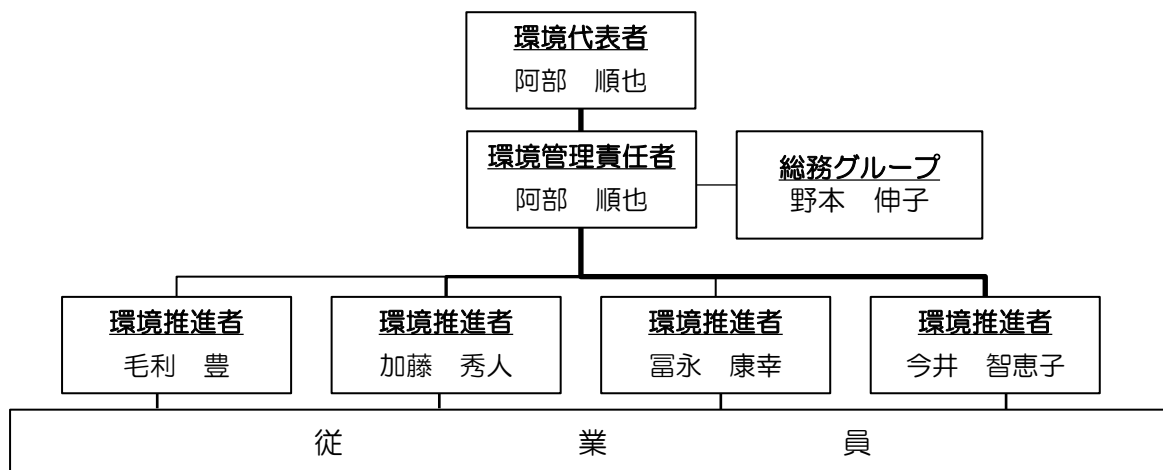 環境代表者
阿部　順也
環境管理責任者
阿部　順也
総務グループ
野本　伸子
環境推進者
毛利　豊
環境推進者
加藤　秀人
環境推進者
冨永　康幸
環境推進者
今井　智恵子
従　業　員